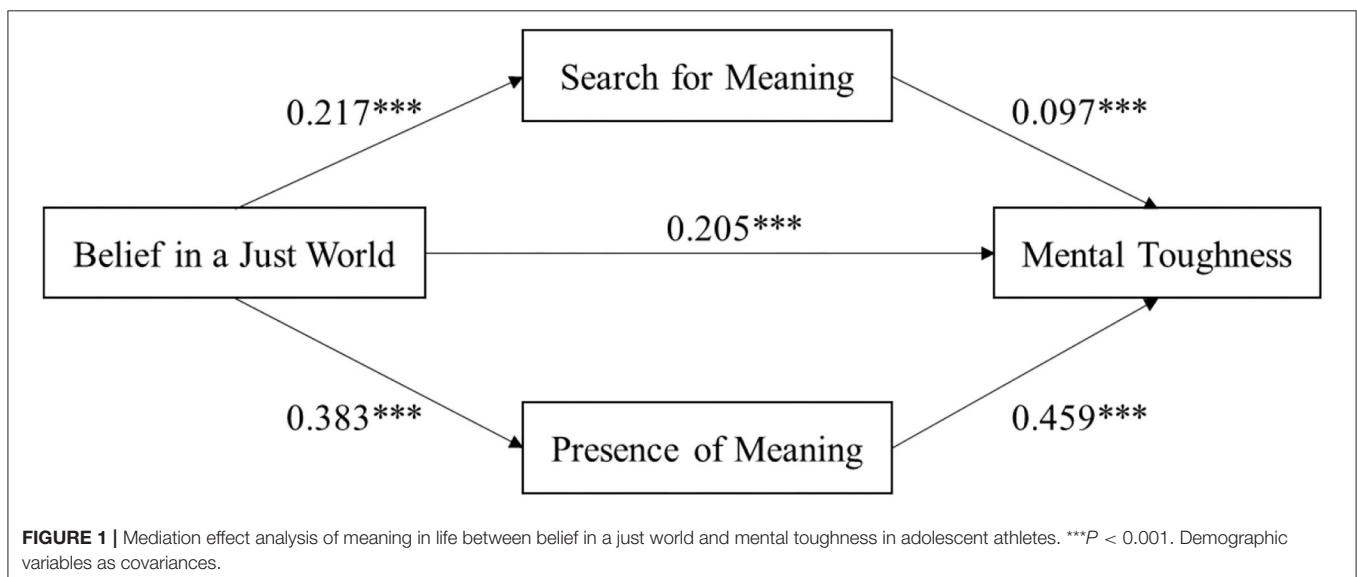 Search for Meaning
0.217***
0.097***
Belief in a Just World
0.205***
Mental Toughness
0.383***
0.459***
Presence of Meaning
FIGURE 1 | Mediation effect analysis of meaning in life between belief in a just world and mental toughness in adolescent athletes. ***P < 0.001. Demographic
variables as covariances.